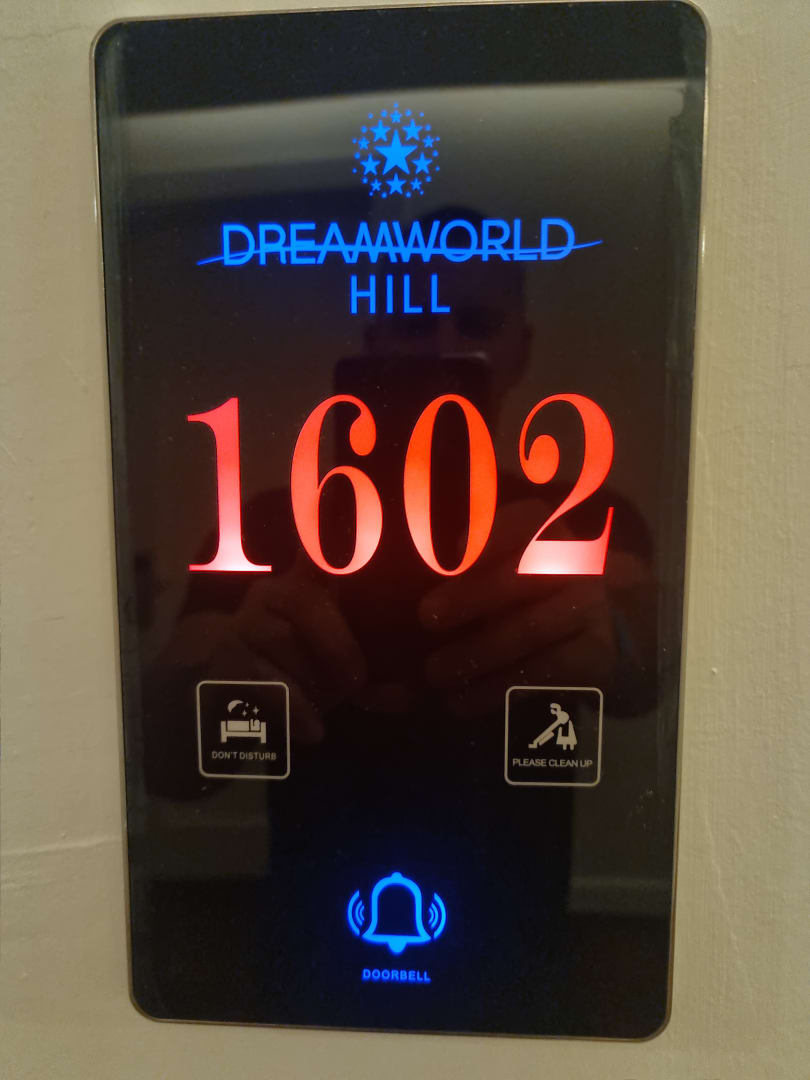 DREAMWORLD
HILL
1602
DON'T DISTURB
PLEASE CLEAN UP
DOORBELL